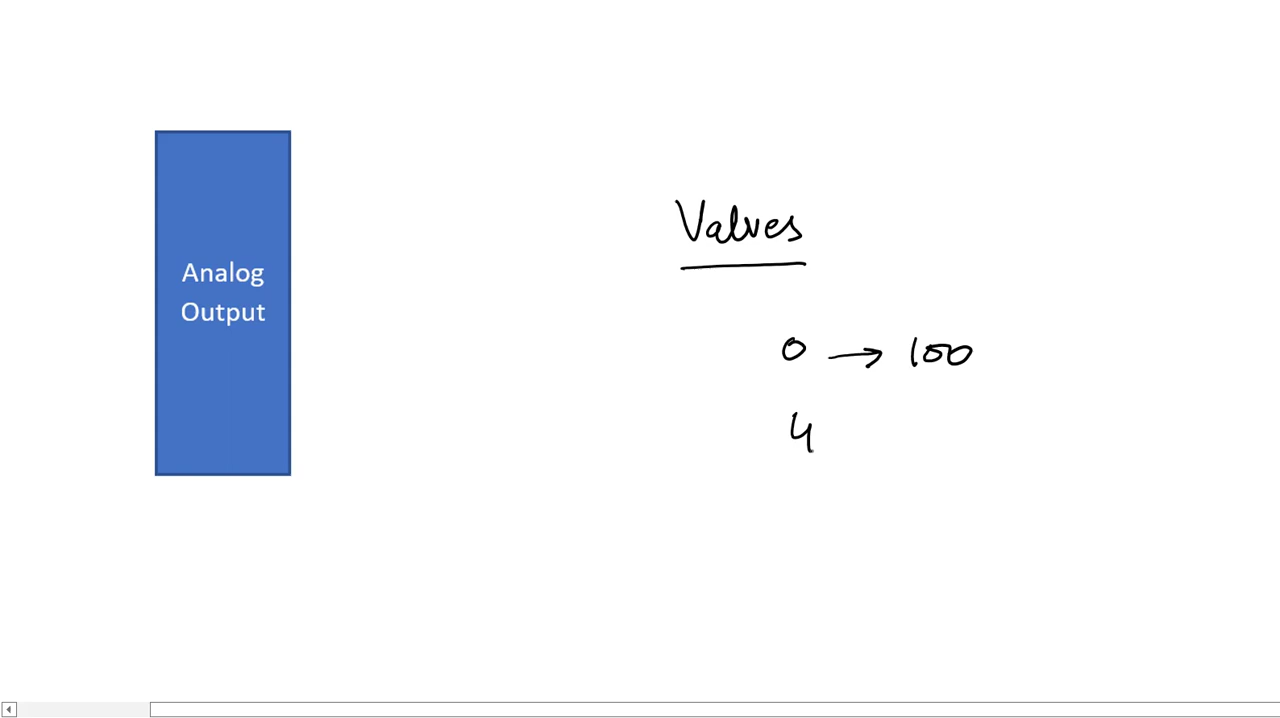 Analog
Output
Valves
0 → 100
4